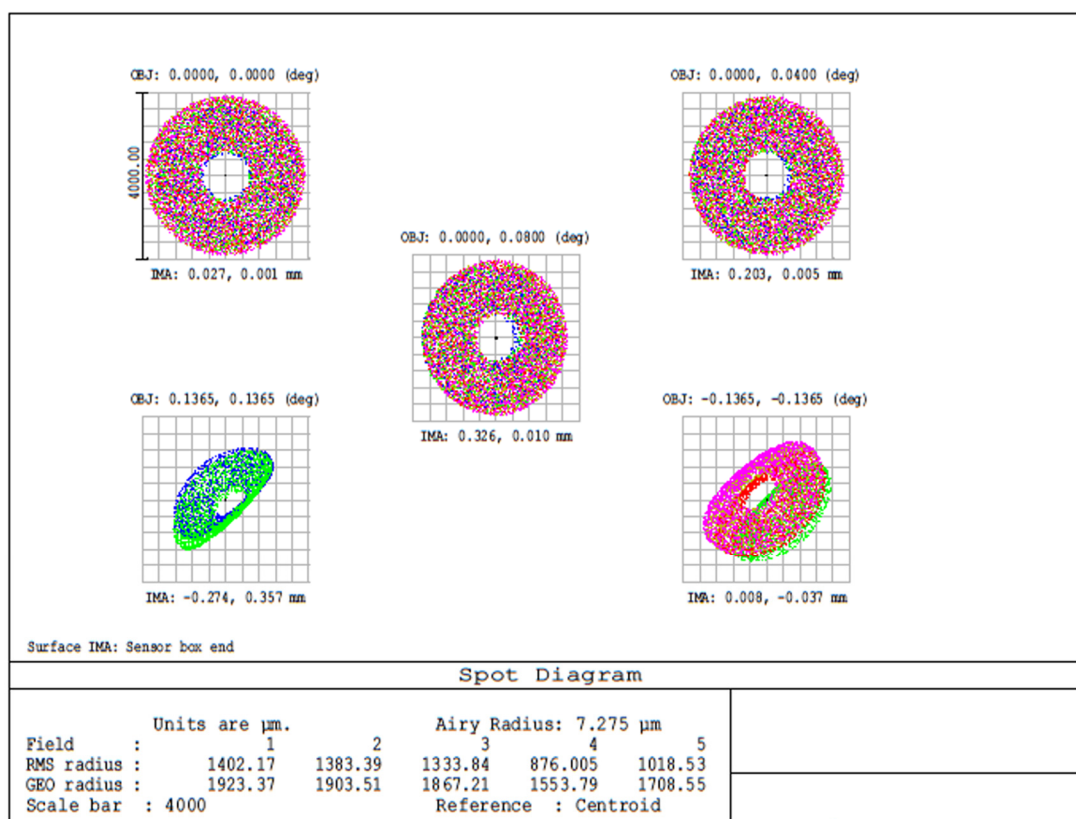 OBJ: 0.0000, 0.0000 (deg)
OBJ: 0.0000, 0.0400 (deg)
4000.00
IMA: 0.027, 0.001 mm
IMA: 0.203, 0.005 mm
OBJ: 0.0000, 0.0800 (deg)
IMA: 0.326, 0.010 mm
OBJ: 0.1365, 0.1365 (deg)
OBJ: -0.1365, -0.1365 (deg)
IMA: -0.274, 0.357 mm
IMA: 0.008, -0.037 mm
Surface IMA: Sensor box end
Spot Diagram
Units are µm. Airy Radius: 7.275 µm
Field : 1 2 3 4 5
RMS radius : 1402.17 1383.39 1333.84 876.005 1018.53
GEO radius : 1923.37 1903.51 1867.21 1553.79 1708.55
Scale bar : 4000 Reference : Centroid